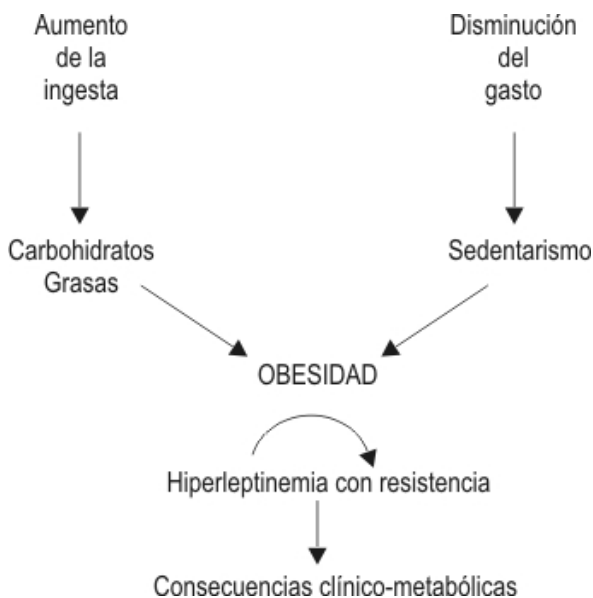 Aumento
de la
ingesta
Disminución
del
gasto
Carbohidratos
Grasas
Sedentarismo
OBESIDAD
Hiperleptinemia con resistencia
Consecuencias clínico-metabólicas